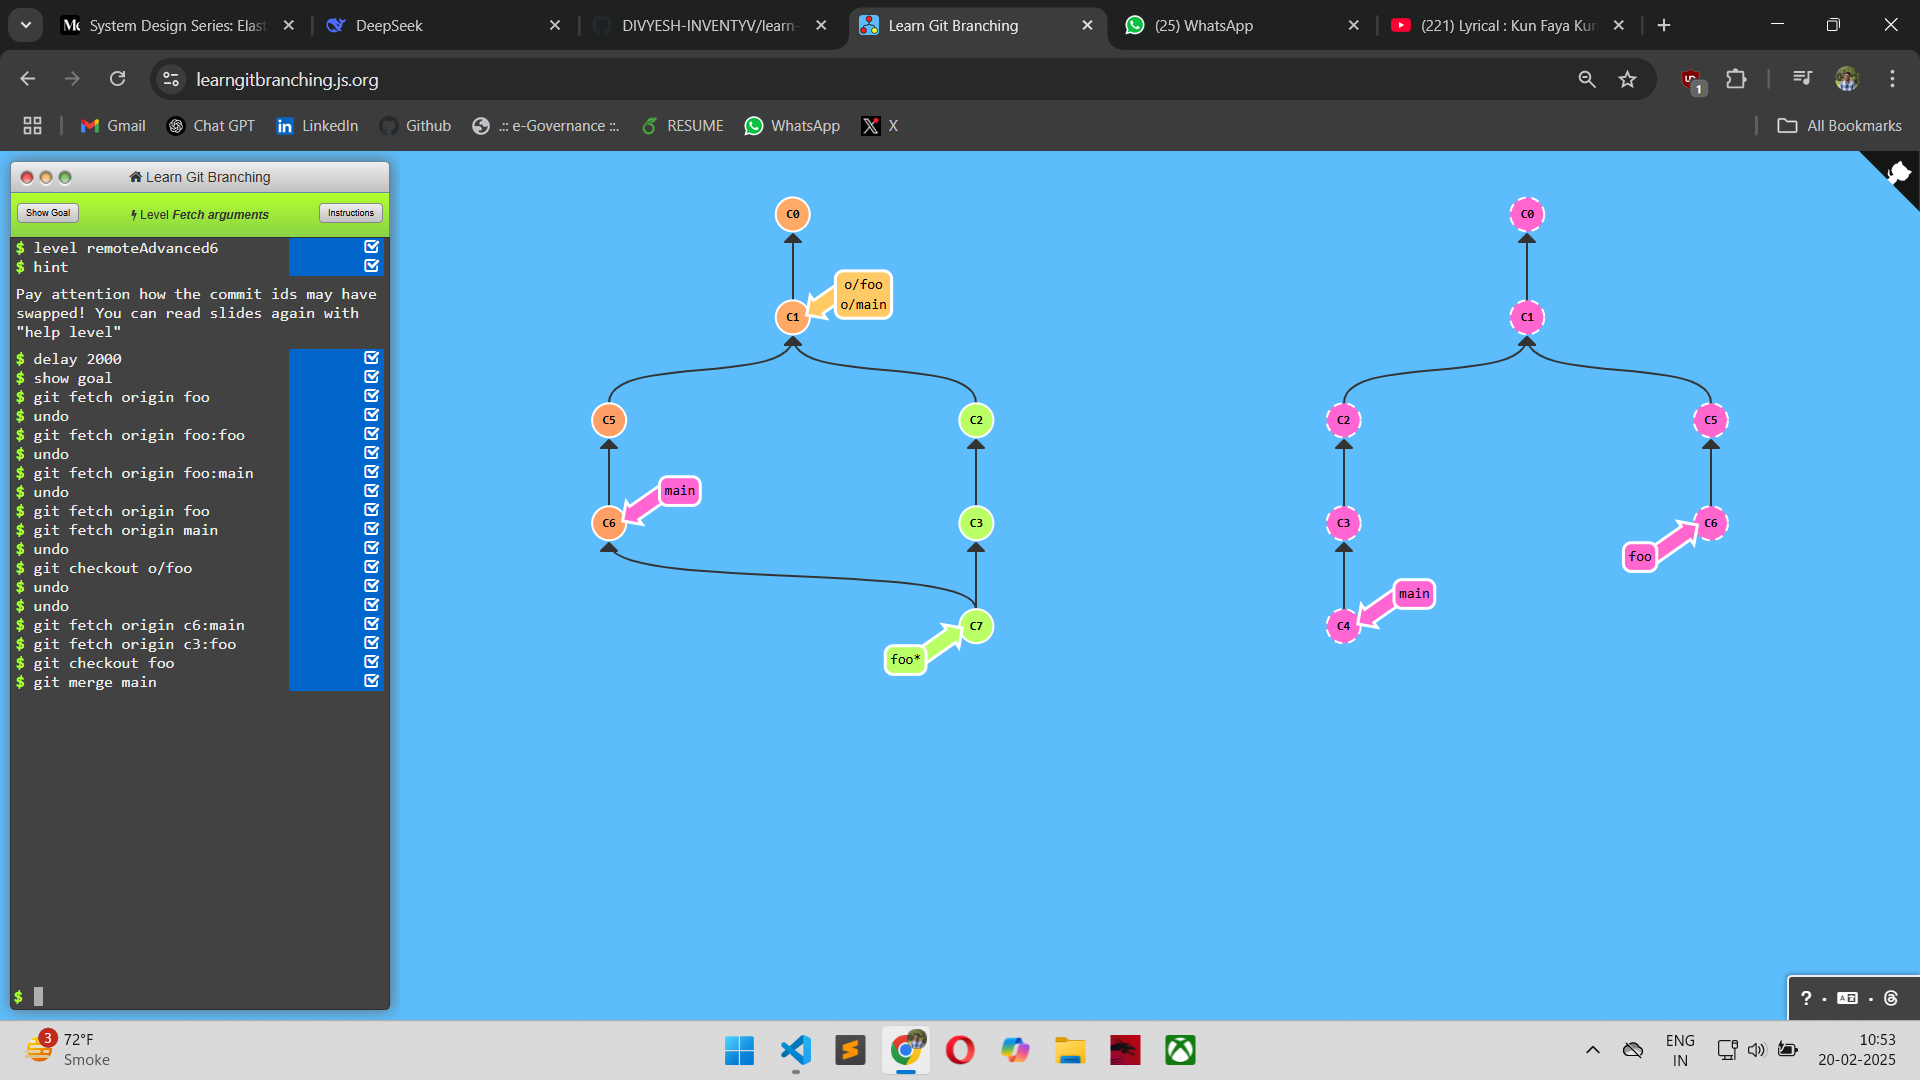 System Design Series: Elast
DeepSeek
DIVYESH-INVENTYV/learn-
Learn Git Branching
(25) WhatsApp
(221) Lyrical : Kun Faya Kun
learngitbranching.js.org
1
Gmail
Chat GPT
LinkedIn
Github
.:: e-Governance ::.
RESUME
WhatsApp
X
All Bookmarks
Learn Git Branching
Show Goal
Level Fetch arguments
Instructions
$ level remoteAdvanced6
$ hint
Pay attention how the commit ids may have
swapped! You can read slides again with
"help level"
$ delay 2000
$ show goal
$ git fetch origin foo
$ undo
$ git fetch origin foo:foo
$ undo
$ git fetch origin foo:main
$ undo
$ git fetch origin foo
$ git fetch origin main
$ undo
$ git checkout o/foo
$ undo
$ undo
$ git fetch origin c6:main
$ git fetch origin c3:foo
$ git checkout foo
$ git merge main
$
C0
o/foo
o/main
C1
C5
C2
main
C6
C3
C7
foo*
C0
C1
C2
C5
C3
C6
foo
main
C4
?
3
72°F
Smoke
ENG
IN
10:53
20-02-2025